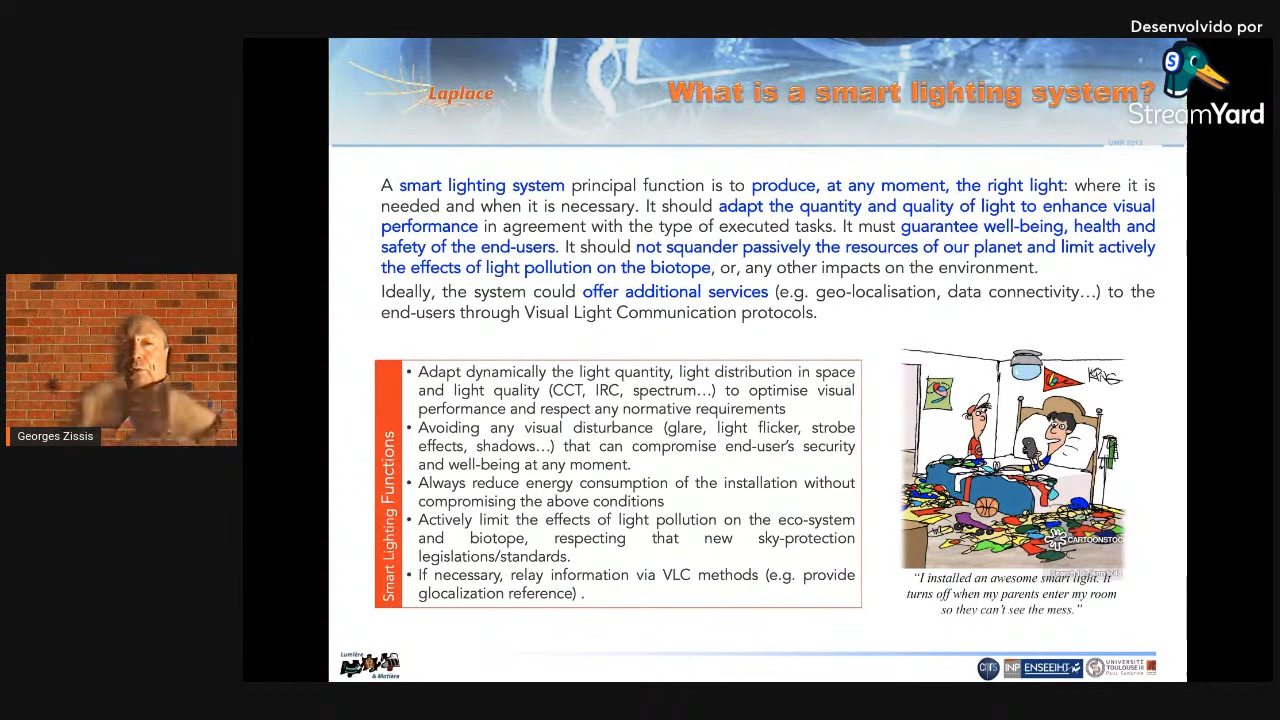 Desenvolvido por
StreamYard
Laplace
What is a smart lighting system?
UMR 5213
A smart lighting system principal function is to produce, at any moment, the right light: where it is
needed and when it is necessary. It should adapt the quantity and quality of light to enhance visual
performance in agreement with the type of executed tasks. It must guarantee well-being, health and
safety of the end-users. It should not squander passively the resources of our planet and limit actively
the effects of light pollution on the biotope, or, any other impacts on the environment.
Ideally, the system could offer additional services (e.g. geo-localisation, data connectivity…) to the
end-users through Visual Light Communication protocols.
Smart Lighting Functions
• Adapt dynamically the light quantity, light distribution in space
and light quality (CCT, IRC, spectrum…) to optimise visual
performance and respect any normative requirements
• Avoiding any visual disturbance (glare, light flicker, strobe
effects, shadows…) that can compromise end-user's security
and well-being at any moment.
• Always reduce energy consumption of the installation without
compromising the above conditions
• Actively limit the effects of light pollution on the eco-system
and biotope, respecting that new sky-protection
legislations/standards.
• If necessary, relay information via VLC methods (e.g. provide
glocalization reference) .
CARTOONSTOCK
"I installed an awesome smart light. It
turns off when my parents enter my room
so they can't see the mess."
Georges Zissis
Lumière
& Matière
CNRS
INP
ENSEEIHT
UNIVERSITÉ
TOULOUSE III
PAUL SABATIER